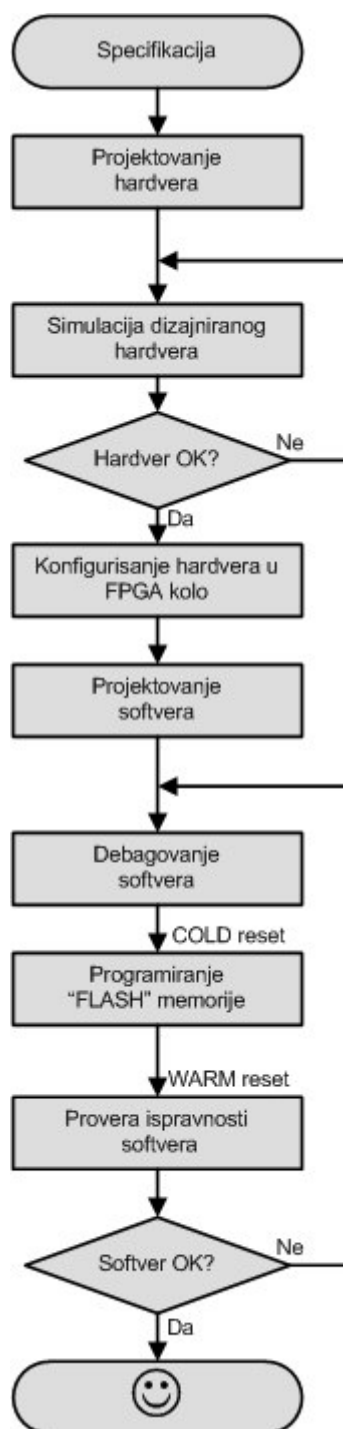 Specifikacija
Projektovanje
hardvera
Simulacija dizajniranog
hardvera
Hardver OK?
Ne
Da
Konfigurisanje hardvera u
FPGA kolo
Projektovanje
softvera
Debagovanje
softvera
COLD reset
Programiranje
“FLASH” memorije
WARM reset
Provera ispravnosti
softvera
Softver OK?
Ne
Da